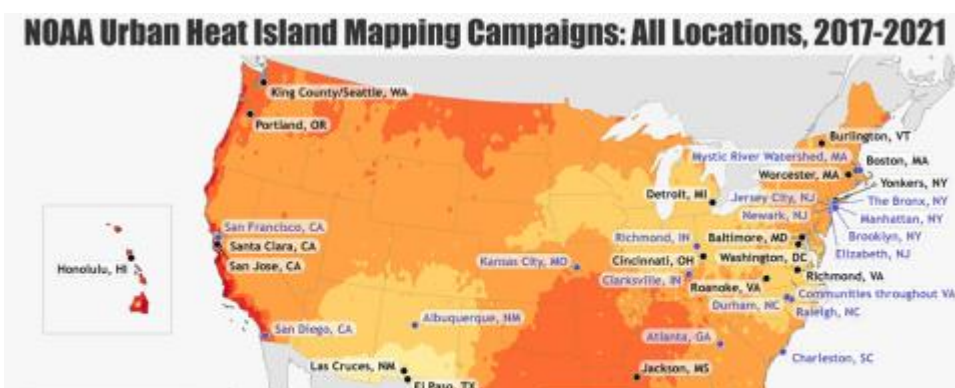 NOAA Urban Heat Island Mapping Campaigns: All Locations, 2017-2021
King County/Seattle, WA
Portland, OR
Burlington, VT
Mystic River Watershed, MA
Boston, MA
Worcester, MA
Yonkers, NY
Detroit, MI
Jersey City, NJ
The Bronx, NY
Newark, NJ
Manhattan, NY
San Francisco, CA
Richmond, IN
Baltimore, MD
Brooklyn, NY
Santa Clara, CA
Elizabeth, NJ
Honolulu, HI
San Jose, CA
Kansas City, MO
Cincinnati, OH
Washington, DC
Clarksville, IN
Richmond, VA
Roanoke, VA
Communities throughout VA
Durham, NC
Raleigh, NC
Albuquerque, NM
San Diego, CA
Atlanta, GA
Charleston, SC
Las Cruces, NM
Jackson, MS
El Paso, TX